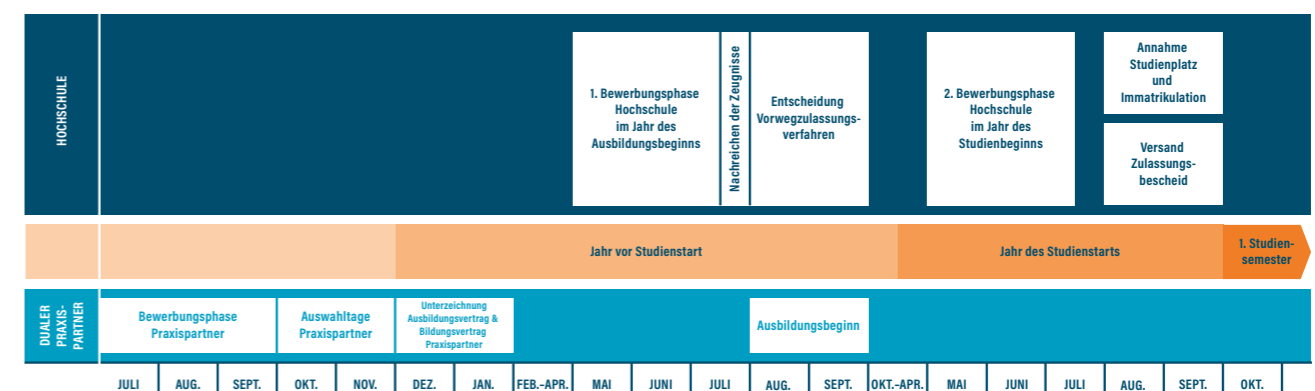 HOCHSCHULE
1. Bewerbungsphase
Hochschule
im Jahr des
Ausbildungsbeginns
Nachreichen der Zeugnisse
Entscheidung
Vorwegzulassungs-
verfahren
2. Bewerbungsphase
Hochschule
im Jahr des
Studienbeginns
Annahme
Studienplatz
und
Immatrikulation
Versand
Zulassungs-
bescheid
Jahr vor Studienstart
Jahr des Studienstarts
1. Studien-
semester
DUALER
PRAXIS-
PARTNER
Bewerbungsphase
Praxispartner
Auswahltage
Praxispartner
Unterzeichnung
Ausbildungsvertrag &
Bildungsvertrag
Praxispartner
Ausbildungsbeginn
JULI AUG. SEPT. OKT. NOV. DEZ. JAN. FEB.-APR. MAI JUNI JULI AUG. SEPT. OKT.-APR. MAI JUNI JULI AUG. SEPT. OKT.